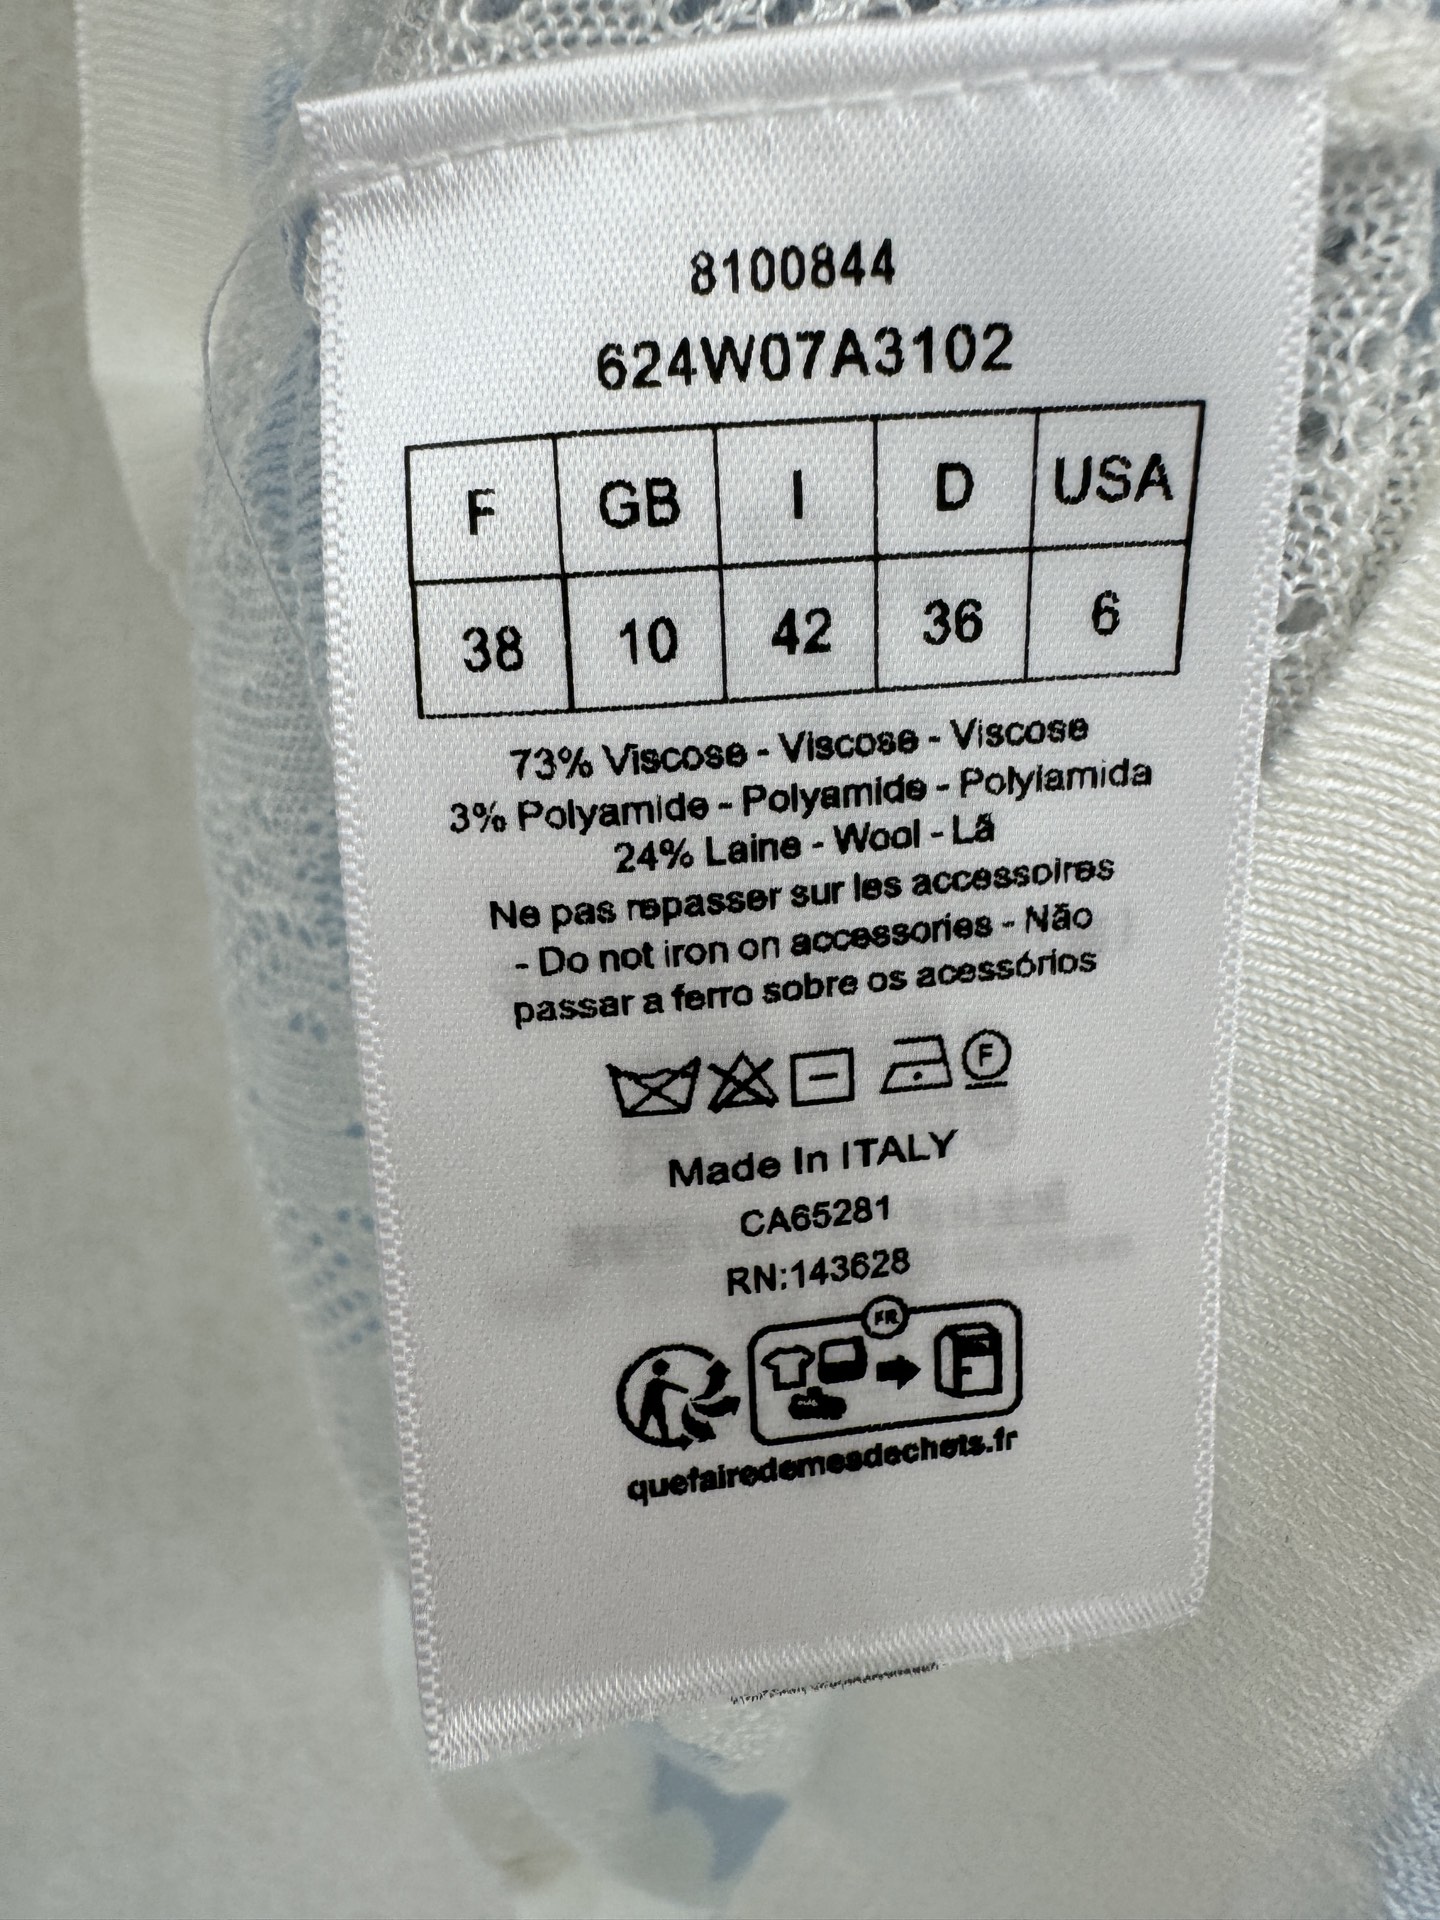 8100844
624W07A3102
F GB I D USA
38 10 42 36 6
73% Viscose - Viscose - Viscose
3% Polyamide - Polyamide - Polyiamida
24% Laine - Wool - Lã
Ne pas repasser sur les accessoires
- Do not iron on accessories - Não
passar a ferro sobre os acessórios
F
Made In ITALY
CA65281
RN:143628
FR
quefairedemesdechets.fr